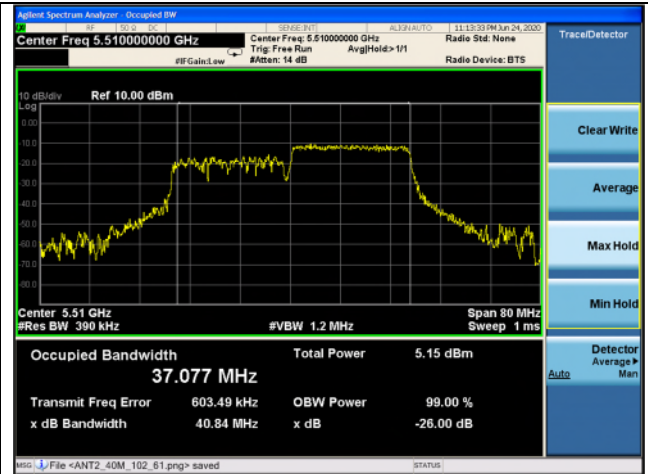 Agilent Spectrum Analyzer - Occupied BW
RF 50 Ω DC SENSE:INT ALIGN AUTO 11:13:33 PM Jun 24, 2020
Center Freq 5.510000000 GHz
Center Freq: 5.510000000 GHz Radio Std: None
Trig: Free Run Avg|Hold:>1/1
#IFGain:Low #Atten: 14 dB Radio Device: BTS
Trace/Detector
10 dB/div Ref 10.00 dBm
Log
0.00
-10.0
-20.0
-30.0
-40.0
-50.0
-60.0
-70.0
-80.0
Clear Write
Average
Max Hold
Min Hold
Detector
Average▶
Auto Man
Center 5.51 GHz Span 80 MHz
#Res BW 390 kHz #VBW 1.2 MHz Sweep 1 ms
Occupied Bandwidth Total Power 5.15 dBm
37.077 MHz
Transmit Freq Error 603.49 kHz OBW Power 99.00 %
x dB Bandwidth 40.84 MHz x dB -26.00 dB
MSG File <ANT2_40M_102_61.png> saved STATUS